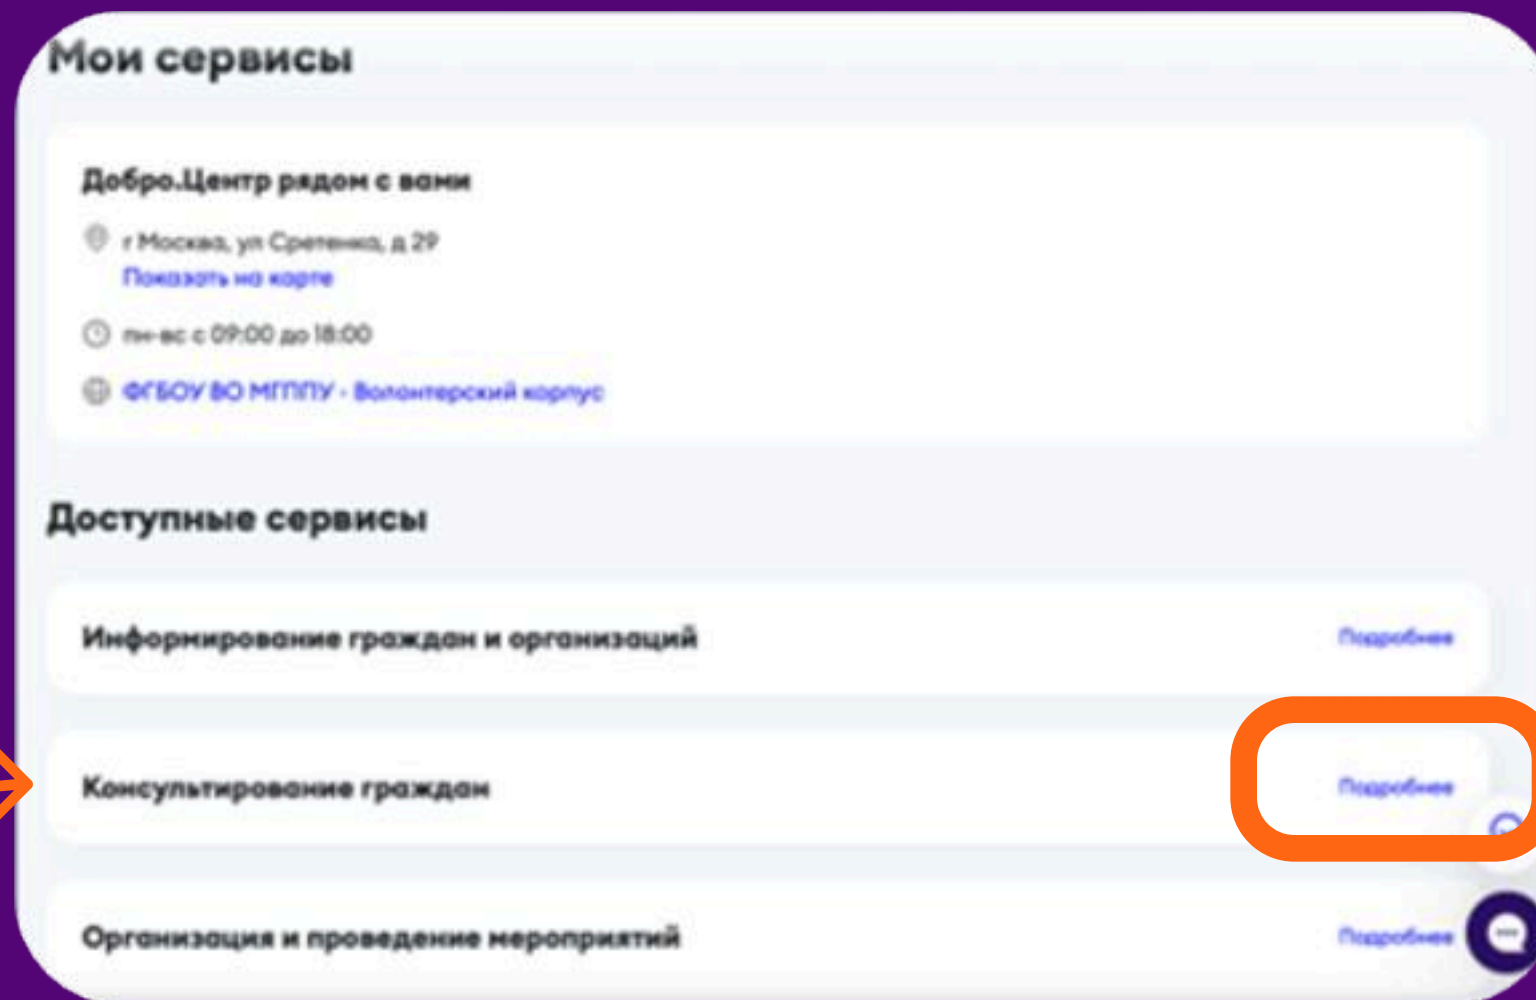 Мои сервисы
Добро.Центр рядом с вами
г Москва, ул Сретенка, д 29
Показать на карте
пн-вс с 09:00 до 18:00
ФГБОУ ВО МГППУ - Волонтерский корпус
Доступные сервисы
Информирование граждан и организаций
Подробнее
Консультирование граждан
Подробнее
Организация и проведение мероприятий
Подробнее